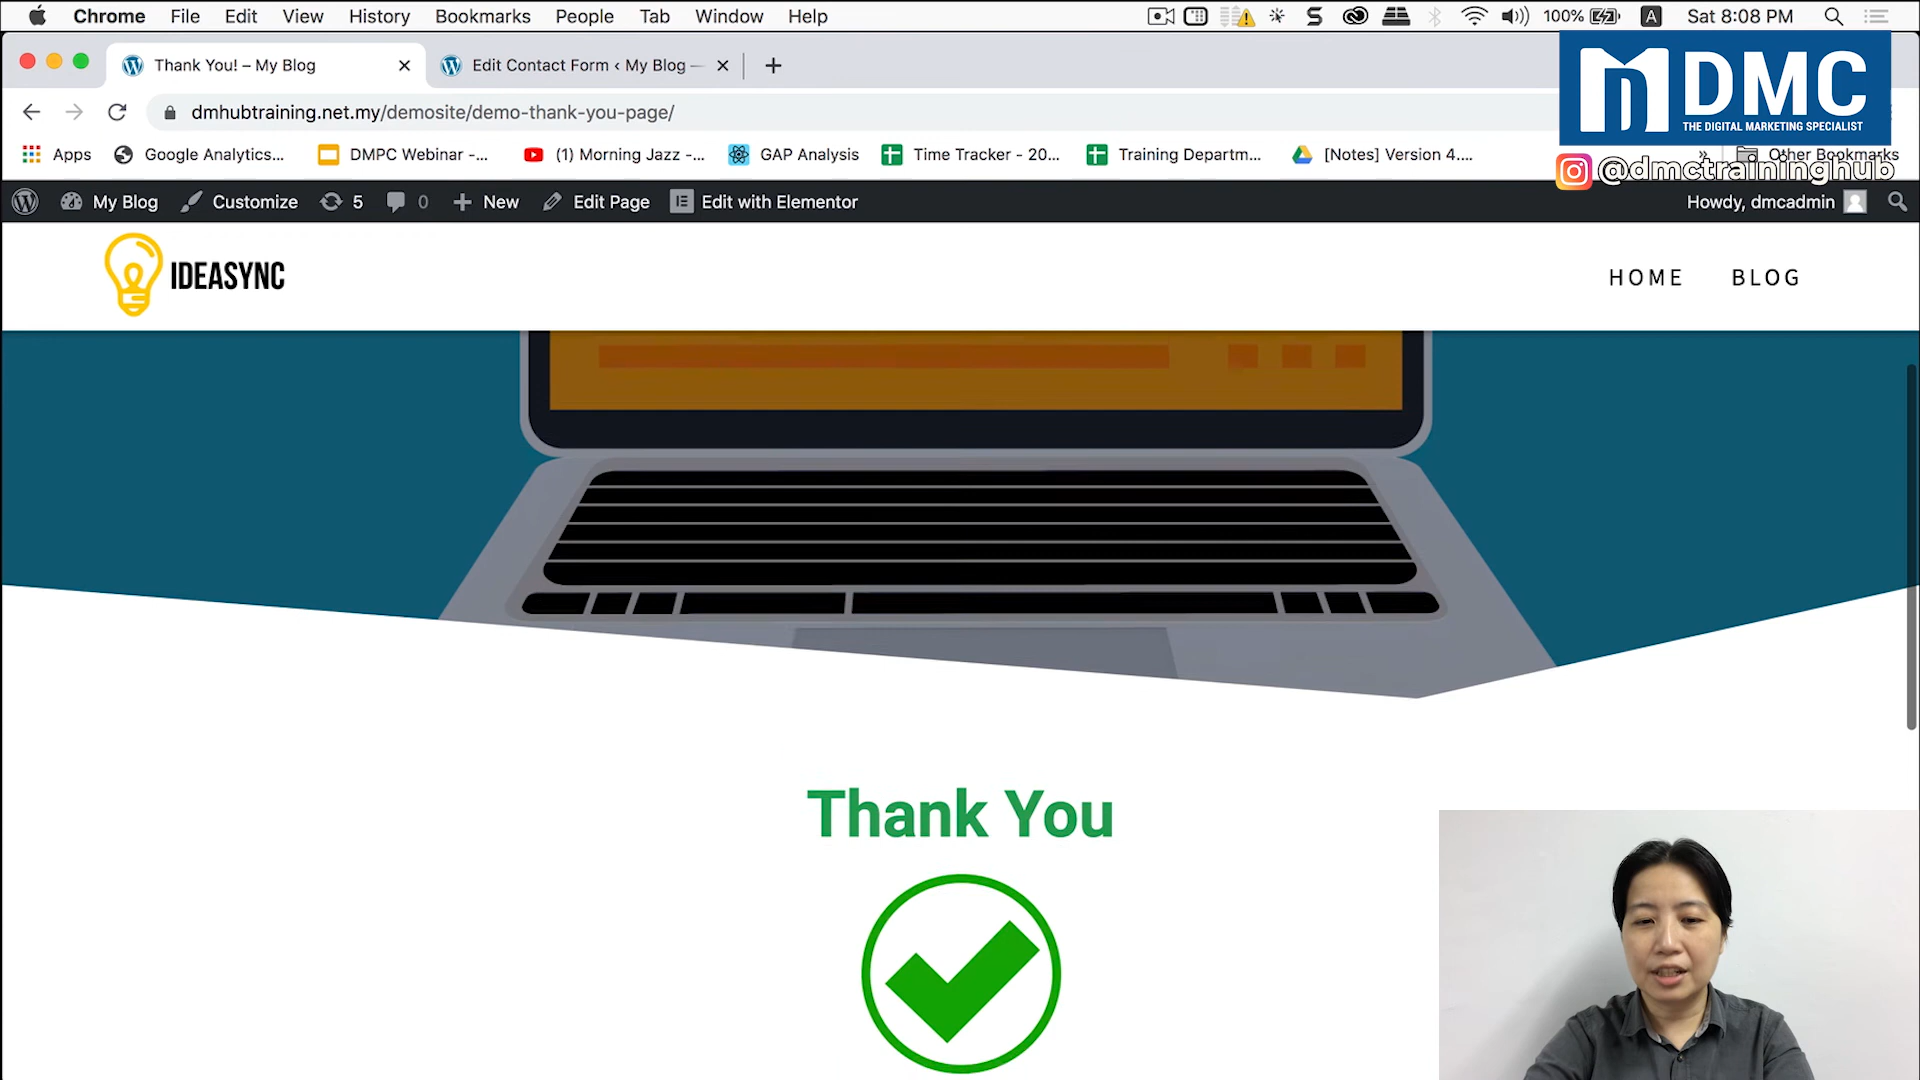 Chrome File Edit View History Bookmarks People Tab Window Help 100% A Sat 8:08 PM
Thank You! – My Blog Edit Contact Form ‹ My Blog —
dmhubtraining.net.my/demosite/demo-thank-you-page/
DMC
THE DIGITAL MARKETING SPECIALIST
Apps Google Analytics... DMPC Webinar -... (1) Morning Jazz -... GAP Analysis Time Tracker - 20... Training Departm... [Notes] Version 4.... » Other Bookmarks
@dmctraininghub
My Blog Customize 5 0 New Edit Page Edit with Elementor Howdy, dmcadmin
IDEASYNC HOME BLOG
Thank You